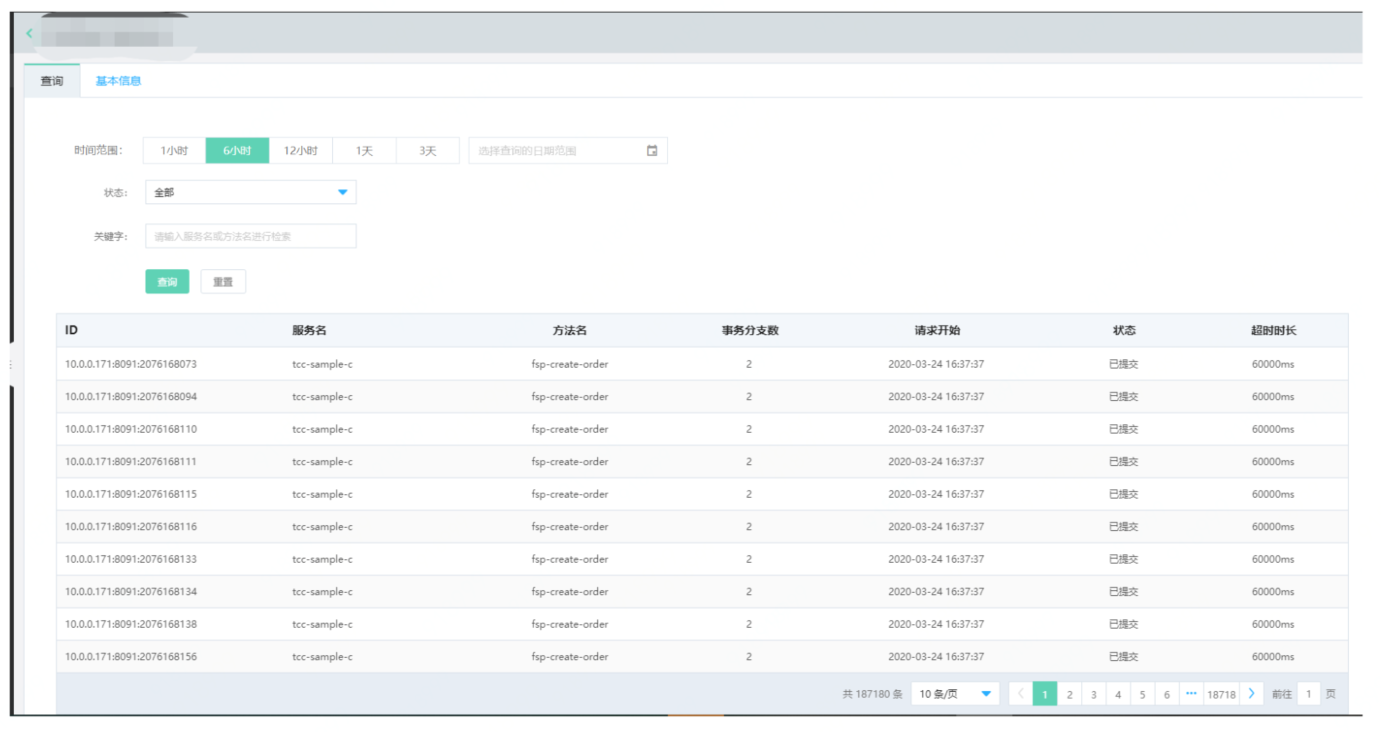 查询 基本信息
时间范围： 1小时 6小时 12小时 1天 3天 选择查询的日期范围
状态： 全部
关键字： 请输入服务名或方法名进行检索
查询 重置
ID 服务名 方法名 事务分支数 请求开始 状态 超时时长
10.0.0.171:8091:2076168073 tcc-sample-c fsp-create-order 2 2020-03-24 16:37:37 已提交 60000ms
10.0.0.171:8091:2076168094 tcc-sample-c fsp-create-order 2 2020-03-24 16:37:37 已提交 60000ms
10.0.0.171:8091:2076168110 tcc-sample-c fsp-create-order 2 2020-03-24 16:37:37 已提交 60000ms
10.0.0.171:8091:2076168111 tcc-sample-c fsp-create-order 2 2020-03-24 16:37:37 已提交 60000ms
10.0.0.171:8091:2076168115 tcc-sample-c fsp-create-order 2 2020-03-24 16:37:37 已提交 60000ms
10.0.0.171:8091:2076168116 tcc-sample-c fsp-create-order 2 2020-03-24 16:37:37 已提交 60000ms
10.0.0.171:8091:2076168133 tcc-sample-c fsp-create-order 2 2020-03-24 16:37:37 已提交 60000ms
10.0.0.171:8091:2076168134 tcc-sample-c fsp-create-order 2 2020-03-24 16:37:37 已提交 60000ms
10.0.0.171:8091:2076168138 tcc-sample-c fsp-create-order 2 2020-03-24 16:37:37 已提交 60000ms
10.0.0.171:8091:2076168156 tcc-sample-c fsp-create-order 2 2020-03-24 16:37:37 已提交 60000ms
共 187180 条 10 条/页 1 2 3 4 5 6 ··· 18718 前往 1 页